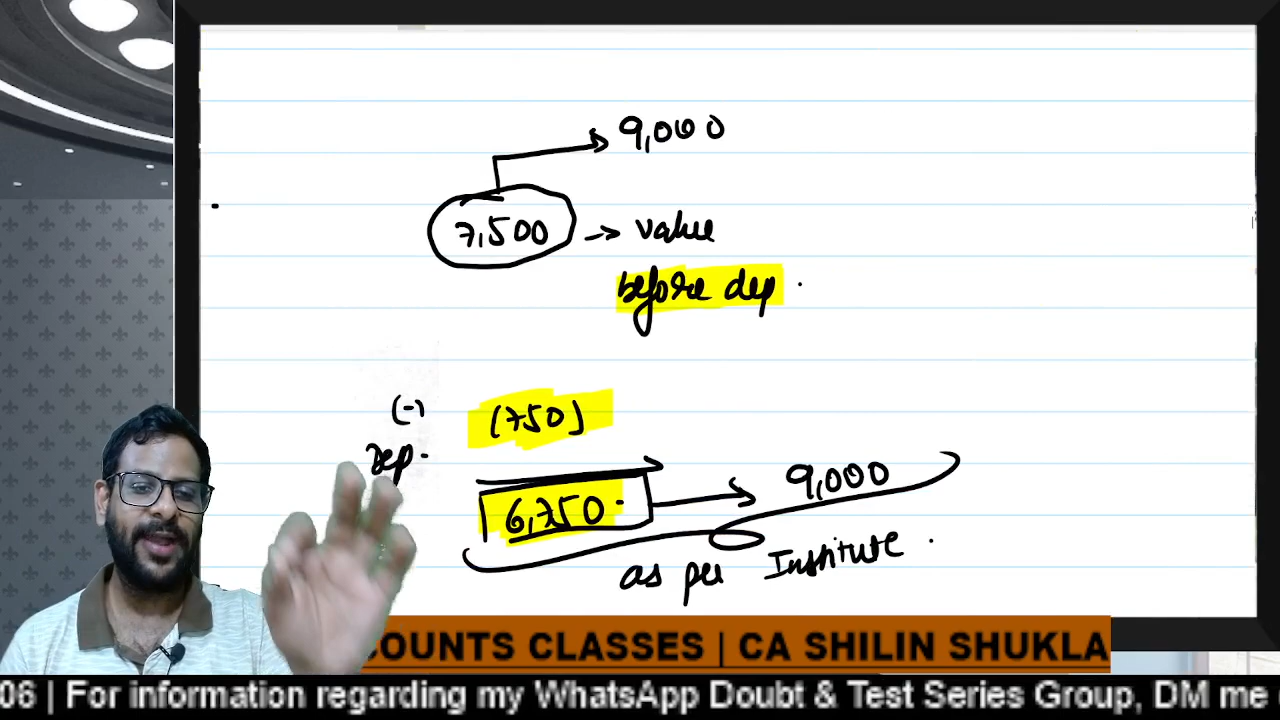 9,000
7,500 → value
before dep.
(-) (750)
Dep.
6,750 → 9,000
as per Institute.
COUNTS CLASSES | CA SHILIN SHUKLA
06 | For information regarding my WhatsApp Doubt & Test Series Group, DM me